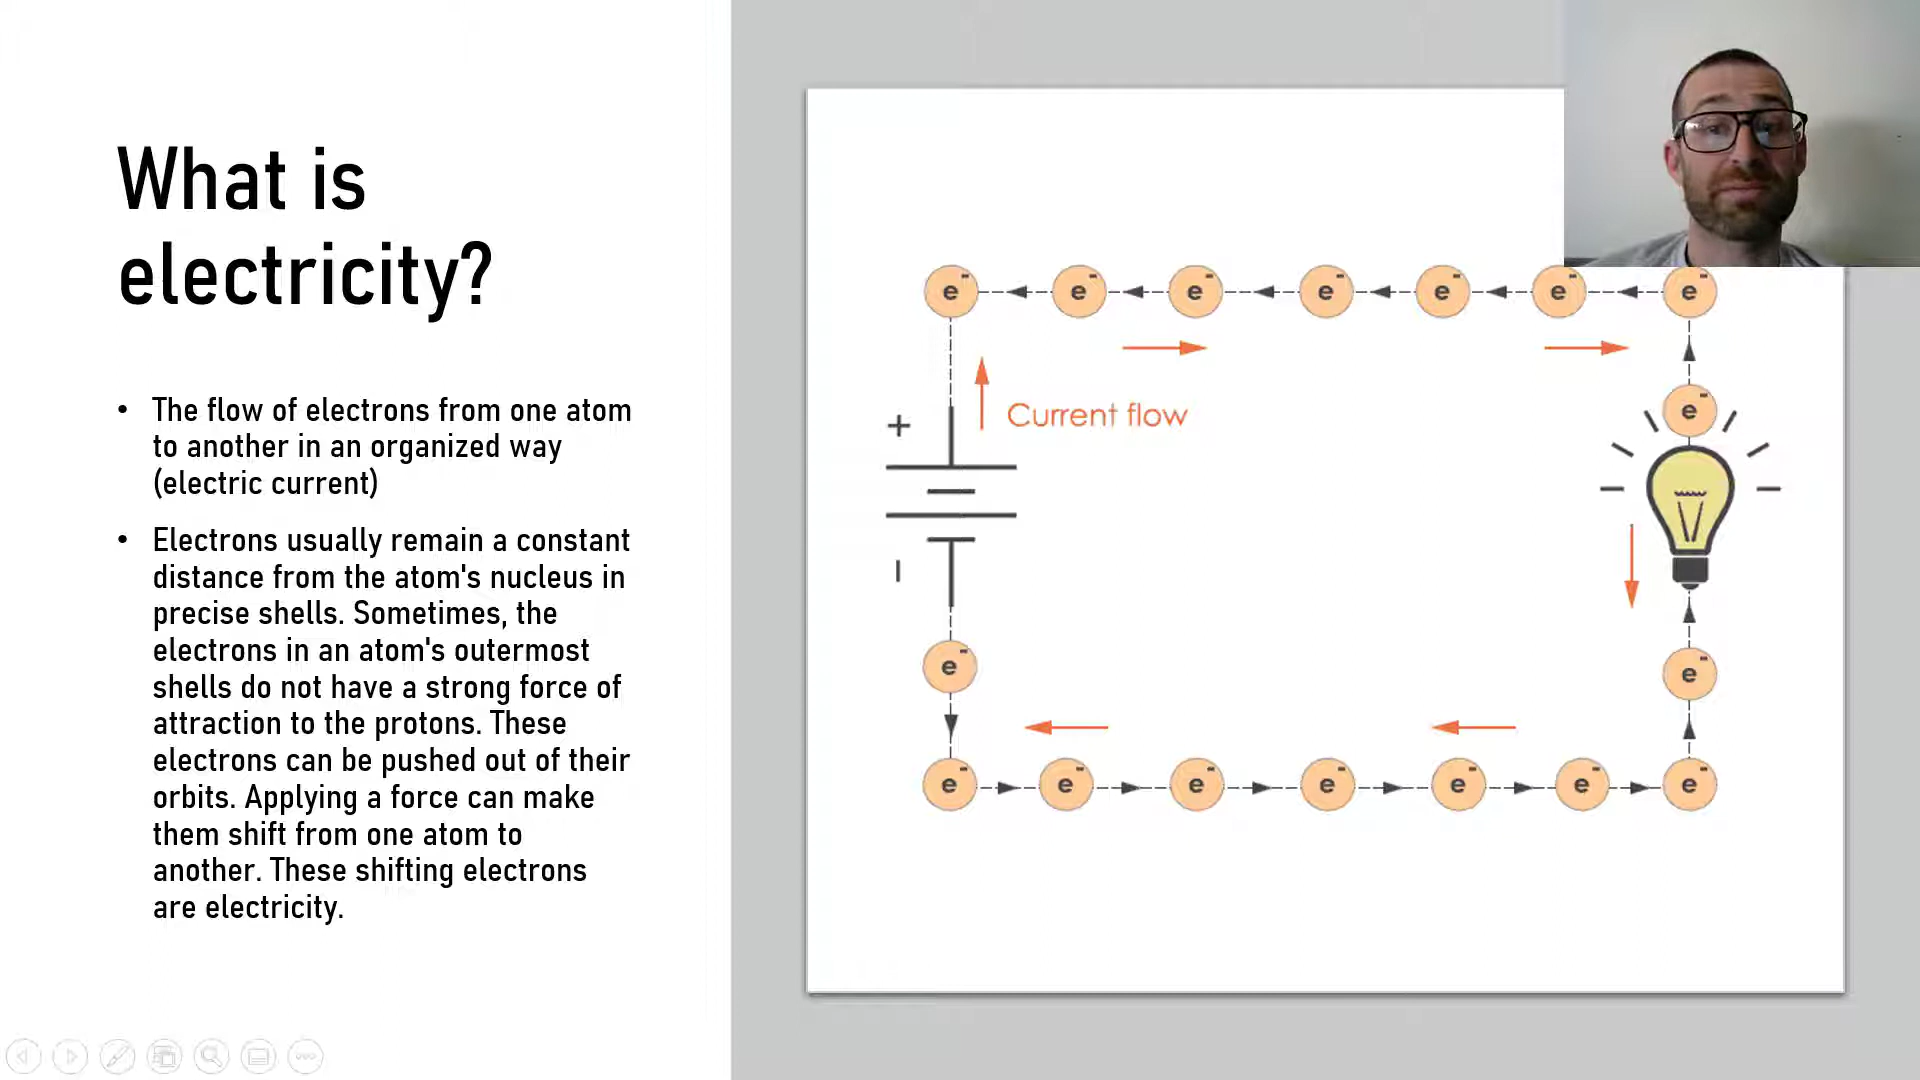 What is
electricity?
• The flow of electrons from one atom
to another in an organized way
(electric current)
• Electrons usually remain a constant
distance from the atom's nucleus in
precise shells. Sometimes, the
electrons in an atom's outermost
shells do not have a strong force of
attraction to the protons. These
electrons can be pushed out of their
orbits. Applying a force can make
them shift from one atom to
another. These shifting electrons
are electricity.
e- e- e- e- e- e- e-
e-
+ Current flow
-
e- e-
e- e- e- e- e- e- e-